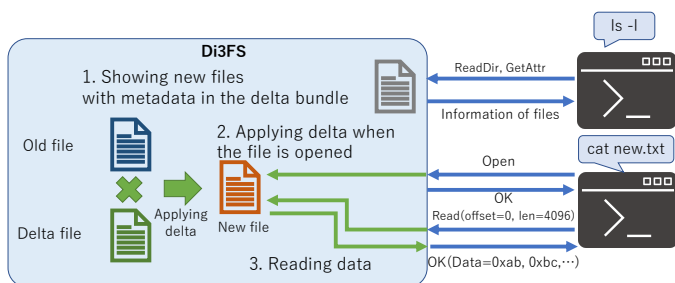 ls -l
Di3FS
1. Showing new files
with metadata in the delta bundle
ReadDir, GetAttr
Information of files
Old file
2. Applying delta when
the file is opened
cat new.txt
Open
OK
Applying
delta
Delta file
New file
Read(offset=0, len=4096)
3. Reading data
OK(Data=0xab, 0xbc,⋯)